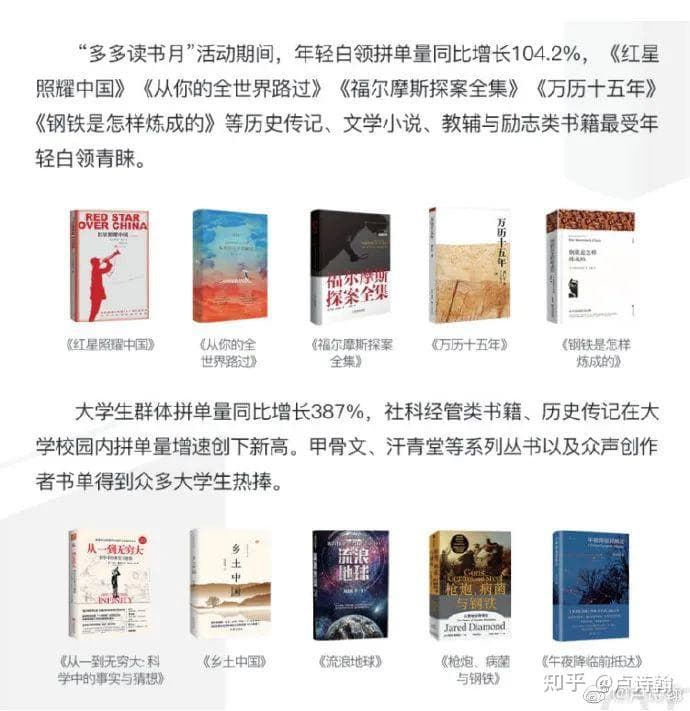 “多多读书月”活动期间，年轻白领拼单量同比增长104.2%，《红星
照耀中国》《从你的全世界路过》《福尔摩斯探案全集》《万历十五年》
《钢铁是怎样炼成的》等历史传记、文学小说、教辅与励志类书籍最受年
轻白领青睐。
RED STAR
OVER CHINA
红星照耀中国
福尔摩斯
探案全集
万历十五年
钢铁是怎样
炼成的
《红星照耀中国》
《从你的全
世界路过》
《福尔摩斯探案
全集》
《万历十五年》
《钢铁是怎样
炼成的》
大学生群体拼单量同比增长387%，社科经管类书籍、历史传记在大
学校园内拼单量增速创下新高。甲骨文、汗青堂等系列丛书以及众声创作
者书单得到众多大学生热捧。
从一到无穷大
INFINITY
乡土中国
流浪地球
Guns,
Germs, and Steel
枪炮、病菌
与钢铁
Jared Diamond
午夜降临前抵达
《从一到无穷大: 科
学中的事实与猜想》
《乡土中国》
《流浪地球》
《枪炮、病菌
与钢铁》
《午夜降临前抵达》
知乎 @卢诗翰
@卢诗翰